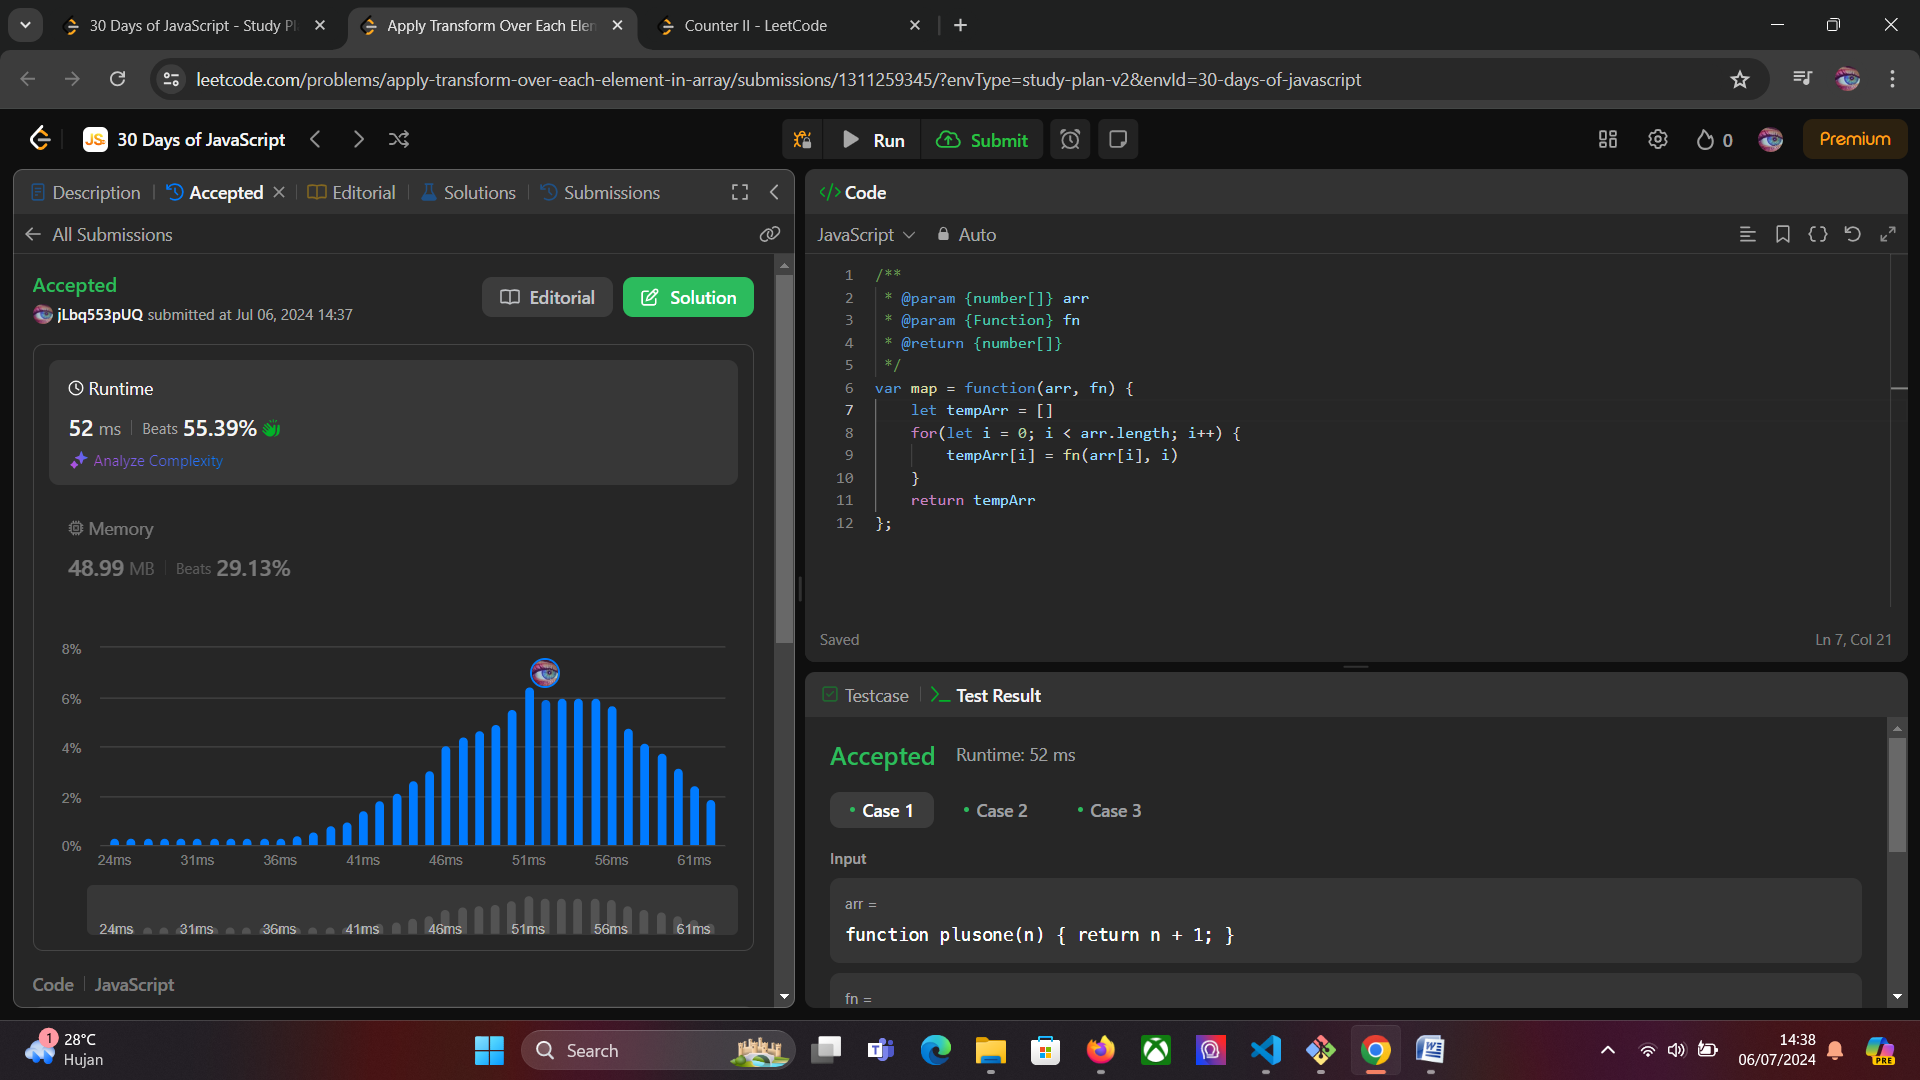 30 Days of JavaScript - Study Pl
Apply Transform Over Each Elem
Counter II - LeetCode
leetcode.com/problems/apply-transform-over-each-element-in-array/submissions/1311259345/?envType=study-plan-v2&envId=30-days-of-javascript
JS 30 Days of JavaScript
Run
Submit
0
Premium
Description
Accepted
Editorial
Solutions
Submissions
All Submissions
Accepted
jLbq553pUQ submitted at Jul 06, 2024 14:37
Editorial
Solution
Runtime
52 ms | Beats 55.39%
Analyze Complexity
Memory
48.99 MB | Beats 29.13%
8%
6%
4%
2%
0%
24ms 31ms 36ms 41ms 46ms 51ms 56ms 61ms
24ms 31ms 36ms 41ms 46ms 51ms 56ms 61ms
Code | JavaScript
</> Code
JavaScript
Auto
1 /**
2 * @param {number[]} arr
3 * @param {Function} fn
4 * @return {number[]}
5 */
6 var map = function(arr, fn) {
7 let tempArr = []
8 for(let i = 0; i < arr.length; i++) {
9 tempArr[i] = fn(arr[i], i)
10 }
11 return tempArr
12 };
Saved
Ln 7, Col 21
Testcase
Test Result
Accepted Runtime: 52 ms
Case 1
Case 2
Case 3
Input
arr =
function plusone(n) { return n + 1; }
fn =
1
28°C
Hujan
Search
14:38
06/07/2024
PRE